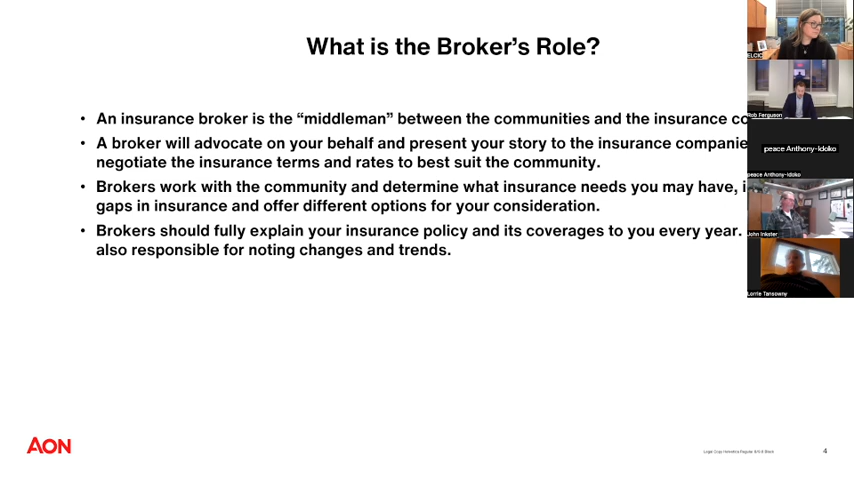 What is the Broker's Role?
• An insurance broker is the “middleman” between the communities and the insurance
• A broker will advocate on your behalf and present your story to the insurance
negotiate the insurance terms and rates to best suit the community.
• Brokers work with the community and determine what insurance needs you may have,
gaps in insurance and offer different options for your consideration.
• Brokers should fully explain your insurance policy and its coverages to you every year.
also responsible for noting changes and trends.
ELCIC
Rob Ferguson
peace Anthony-Idoko
peace Anthony-Idoko
John Inkster
Lorrie Tarasowny
AON
4